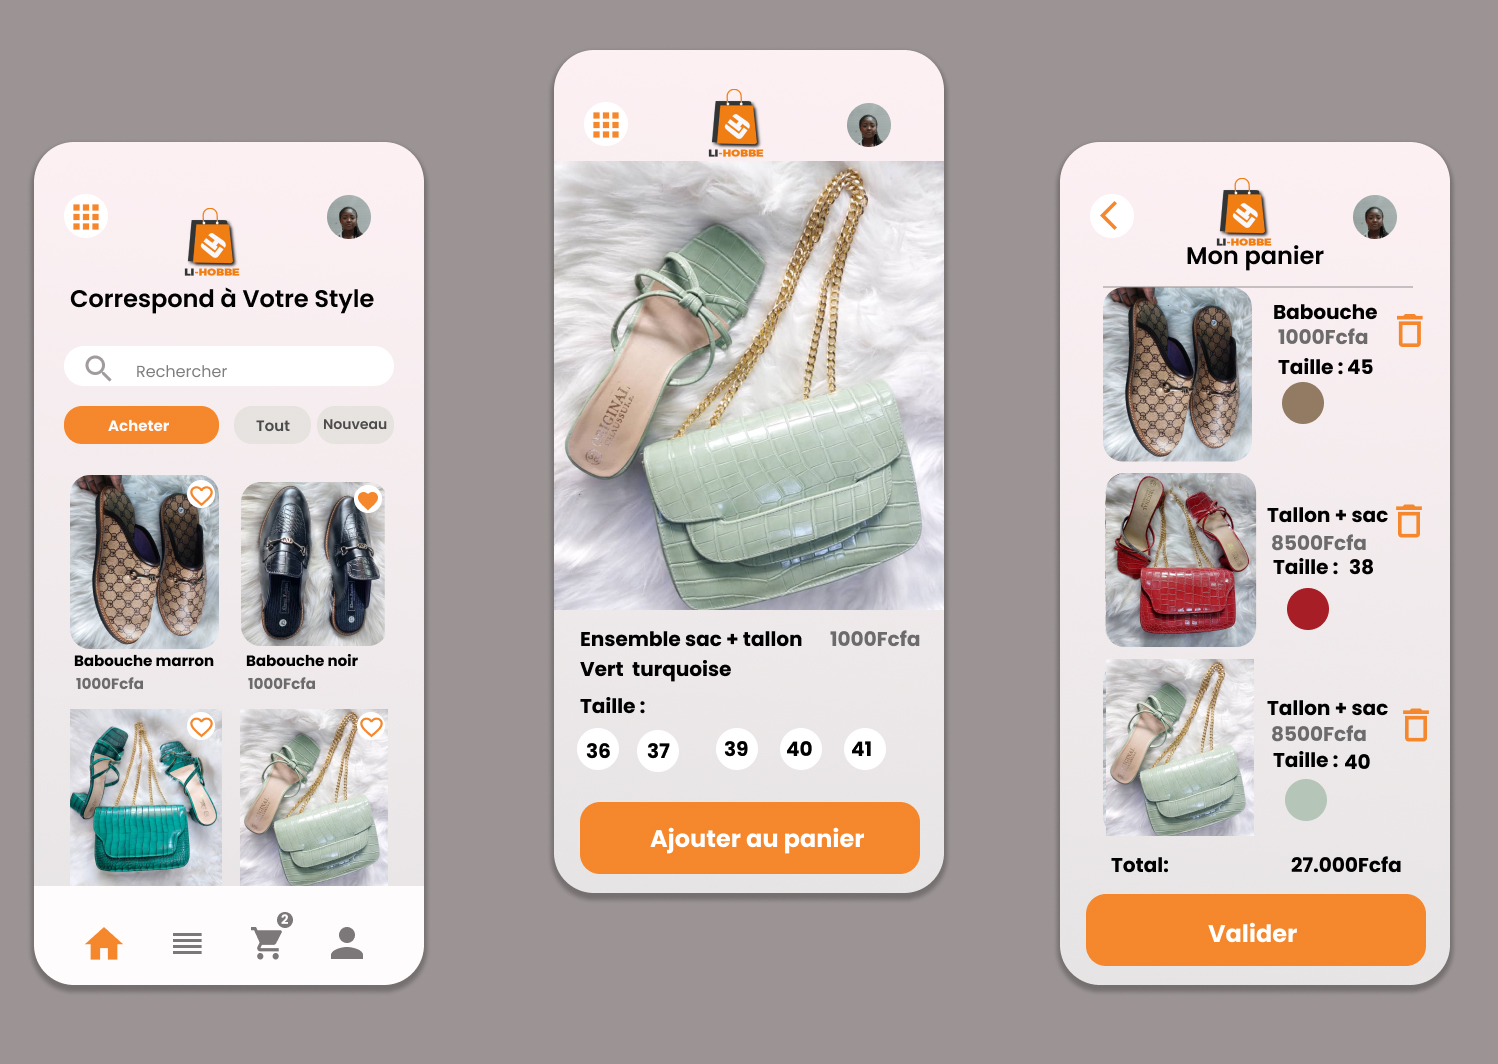 LI-HOBBE
Correspond à Votre Style
Rechercher
Acheter
Tout
Nouveau
Babouche marron
1000Fcfa
Babouche noir
1000Fcfa
2
LI-HOBBE
ORIGINAL
CHAUSSURE
Ensemble sac + tallon
1000Fcfa
Vert turquoise
Taille :
36
37
39
40
41
Ajouter au panier
LI-HOBBE
Mon panier
Babouche
1000Fcfa
Taille : 45
Tallon + sac
8500Fcfa
Taille : 38
Tallon + sac
8500Fcfa
Taille : 40
Total:
27.000Fcfa
Valider